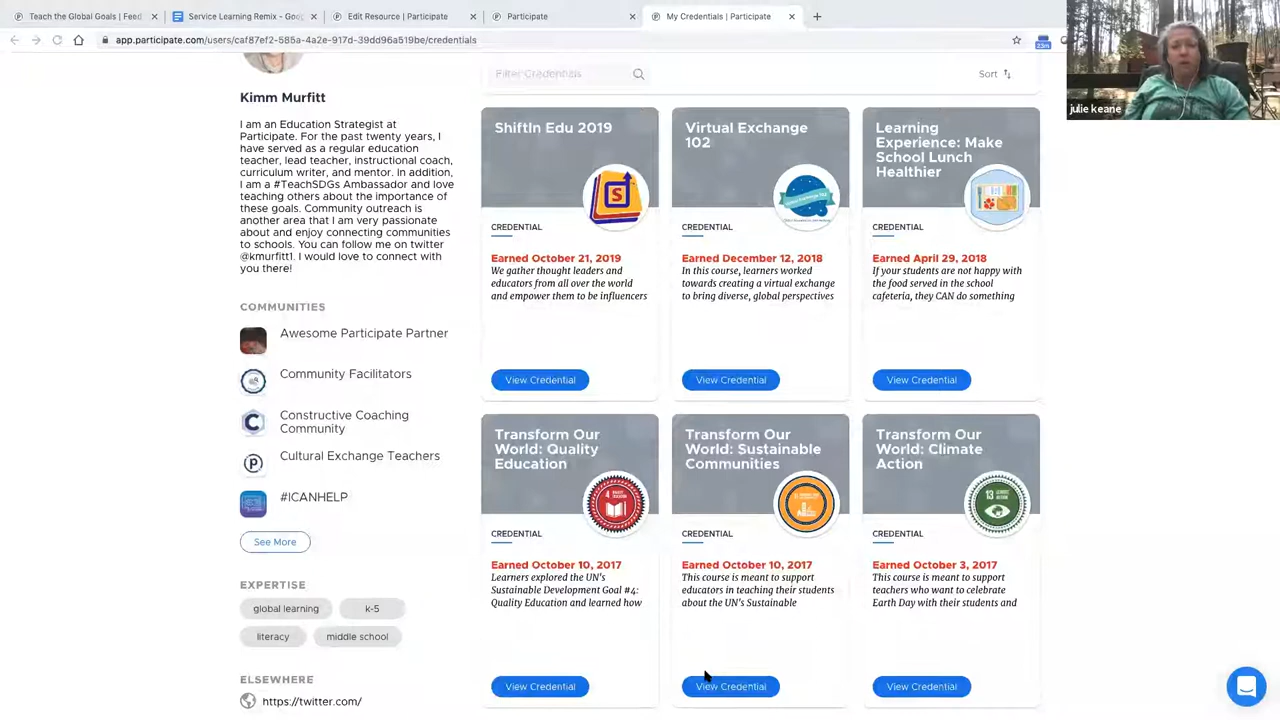 Teach the Global Goals | Feed
Service Learning Remix - Goo
Edit Resource | Participate
Participate
My Credentials | Participate
app.participate.com/users/caf87ef2-585a-4a2e-917d-39dd96a519be/credentials
julie keane
Filter Credentials
Sort
Kimm Murfitt
I am an Education Strategist at
Participate. For the past twenty years, I
have served as a regular education
teacher, lead teacher, instructional coach,
curriculum writer, and mentor. In addition,
I am a #TeachSDGs Ambassador and love
teaching others about the importance of
these goals. Community outreach is
another area that I am very passionate
about and enjoy connecting communities
to schools. You can follow me on twitter
@kmurfitt1. I would love to connect with
you there!
COMMUNITIES
Awesome Participate Partner
Community Facilitators
Constructive Coaching
Community
Cultural Exchange Teachers
#ICANHELP
See More
EXPERTISE
global learning
k-5
literacy
middle school
ELSEWHERE
https://twitter.com/
ShiftIn Edu 2019
S
CREDENTIAL
Earned October 21, 2019
We gather thought leaders and
educators from all over the world
and empower them to be influencers
View Credential
Virtual Exchange
102
CREDENTIAL
Earned December 12, 2018
In this course, learners worked
towards creating a virtual exchange
to bring diverse, global perspectives
View Credential
Learning
Experience: Make
School Lunch
Healthier
CREDENTIAL
Earned April 29, 2018
If your students are not happy with
the food served in the school
cafeteria, they CAN do something
View Credential
Transform Our
World: Quality
Education
4
CREDENTIAL
Earned October 10, 2017
Learners explored the UN's
Sustainable Development Goal #4:
Quality Education and learned how
View Credential
Transform Our
World: Sustainable
Communities
CREDENTIAL
Earned October 10, 2017
This course is meant to support
educators in teaching their students
about the UN's Sustainable
View Credential
Transform Our
World: Climate
Action
13
CREDENTIAL
Earned October 3, 2017
This course is meant to support
teachers who want to celebrate
Earth Day with their students and
View Credential